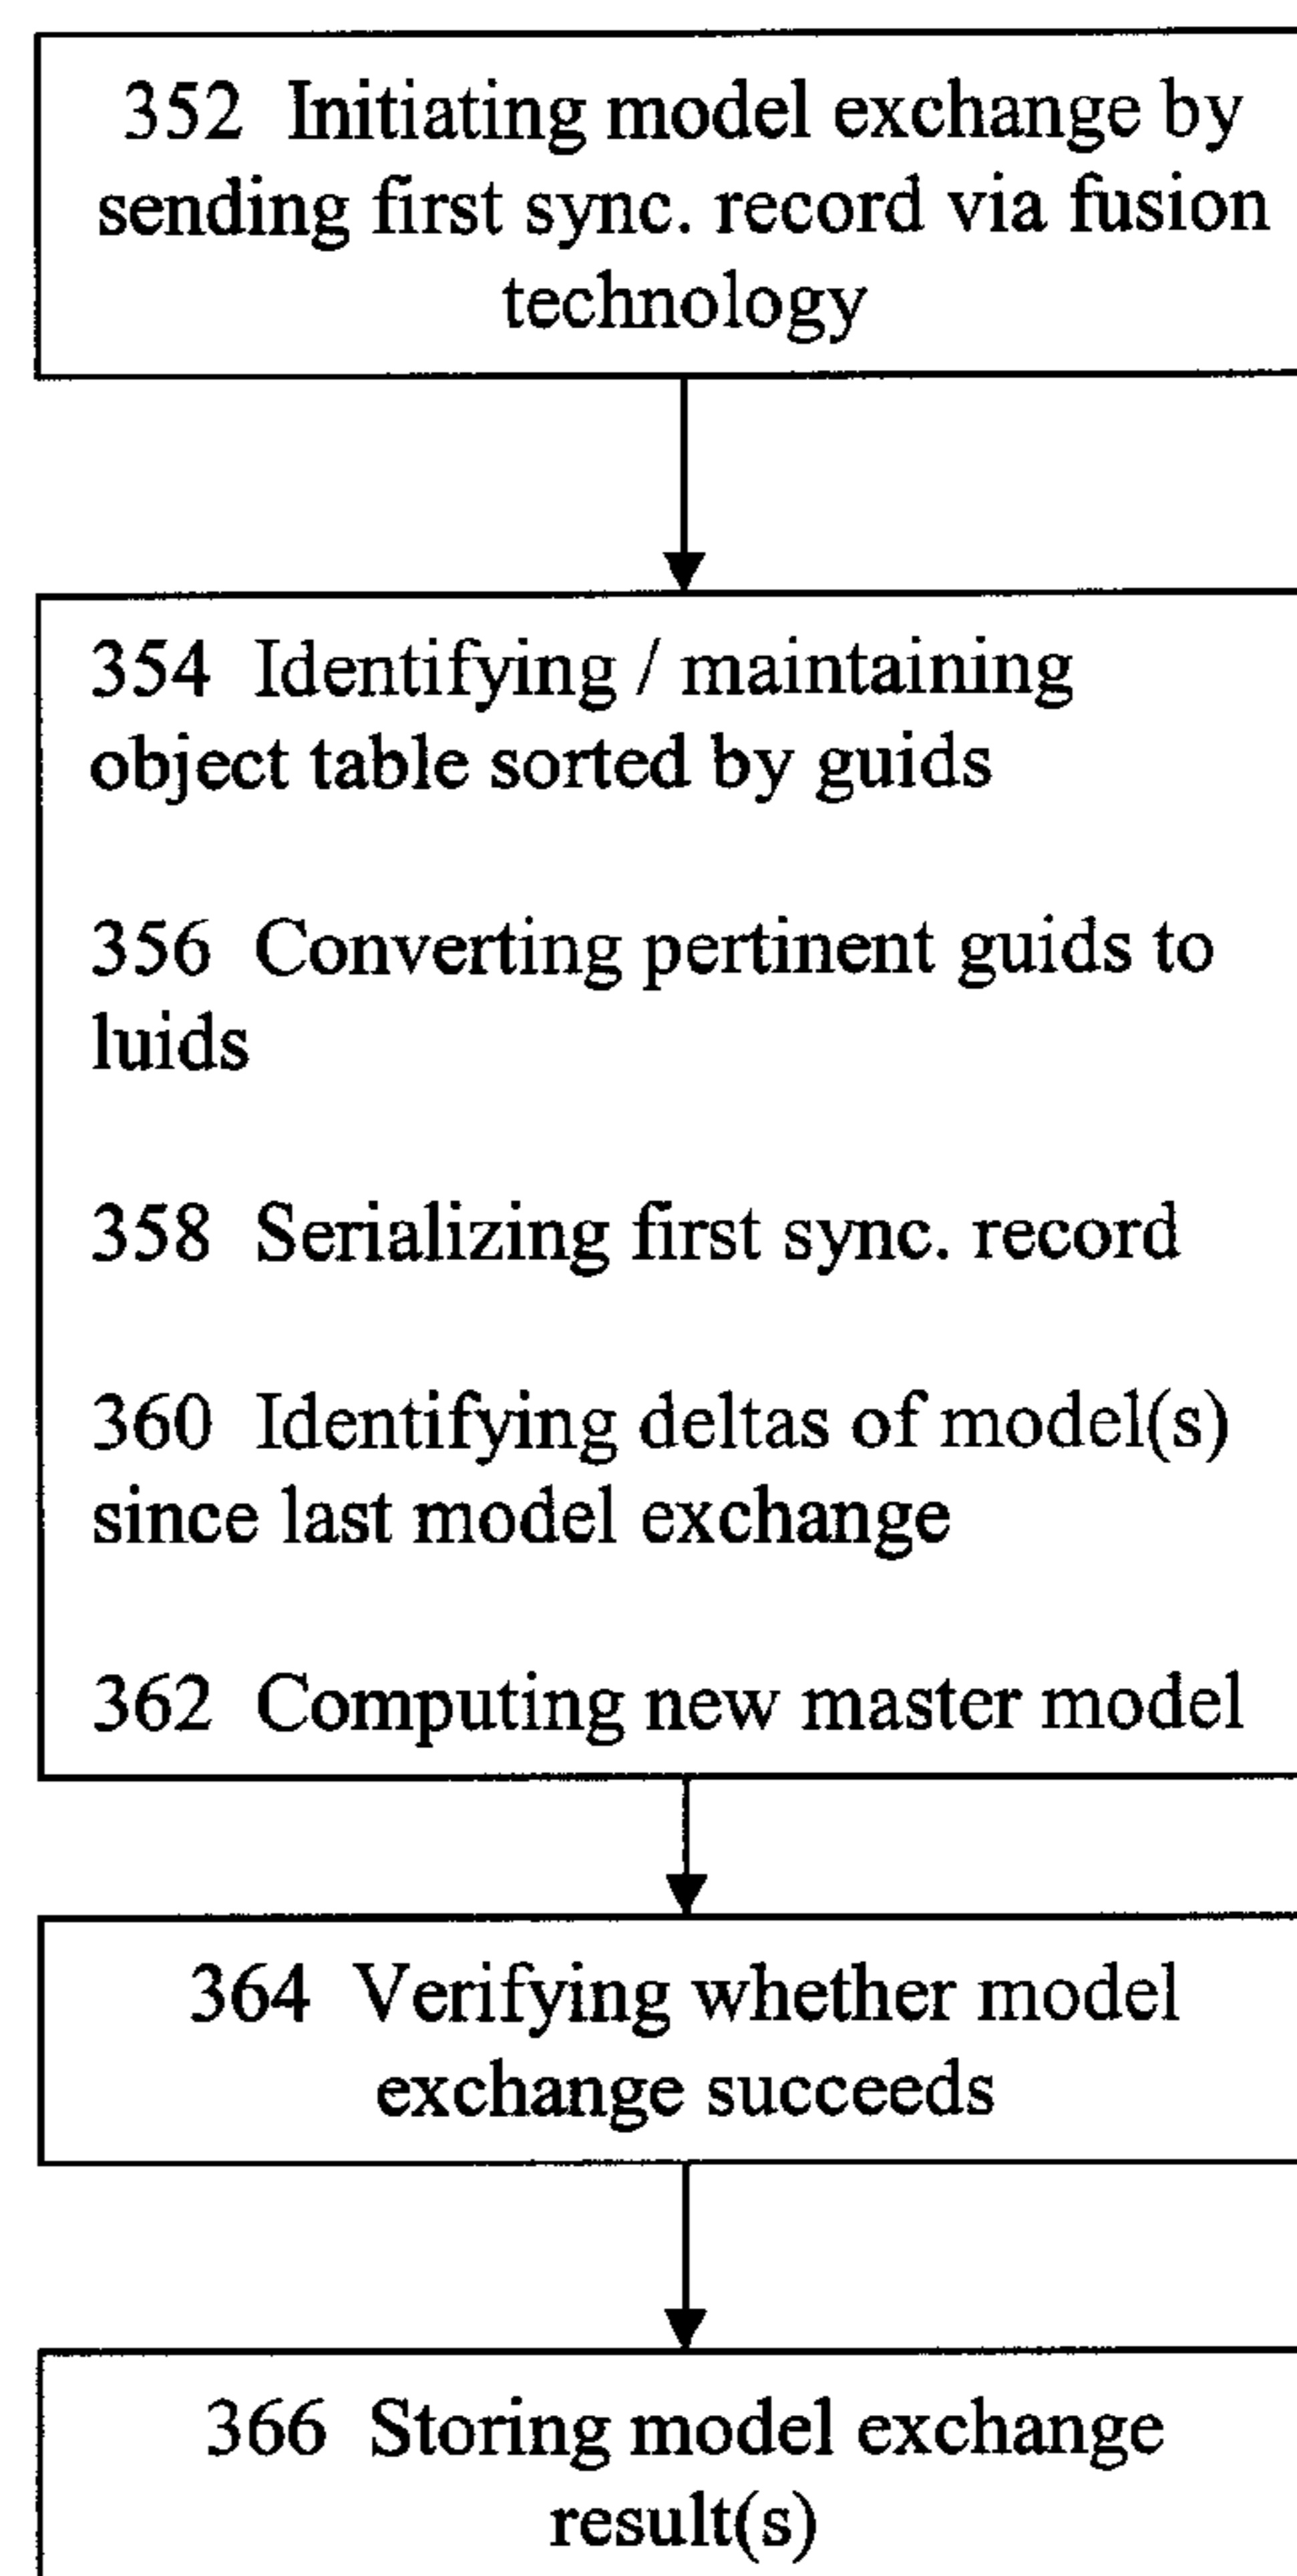 352 Initiating model exchange by
sending first sync. record via fusion
technology
354 Identifying / maintaining
object table sorted by guids
356 Converting pertinent guids to
luids
358 Serializing first sync. record
360 Identifying deltas of model(s)
since last model exchange
362 Computing new master model
364 Verifying whether model
exchange succeeds
366 Storing model exchange
result(s)